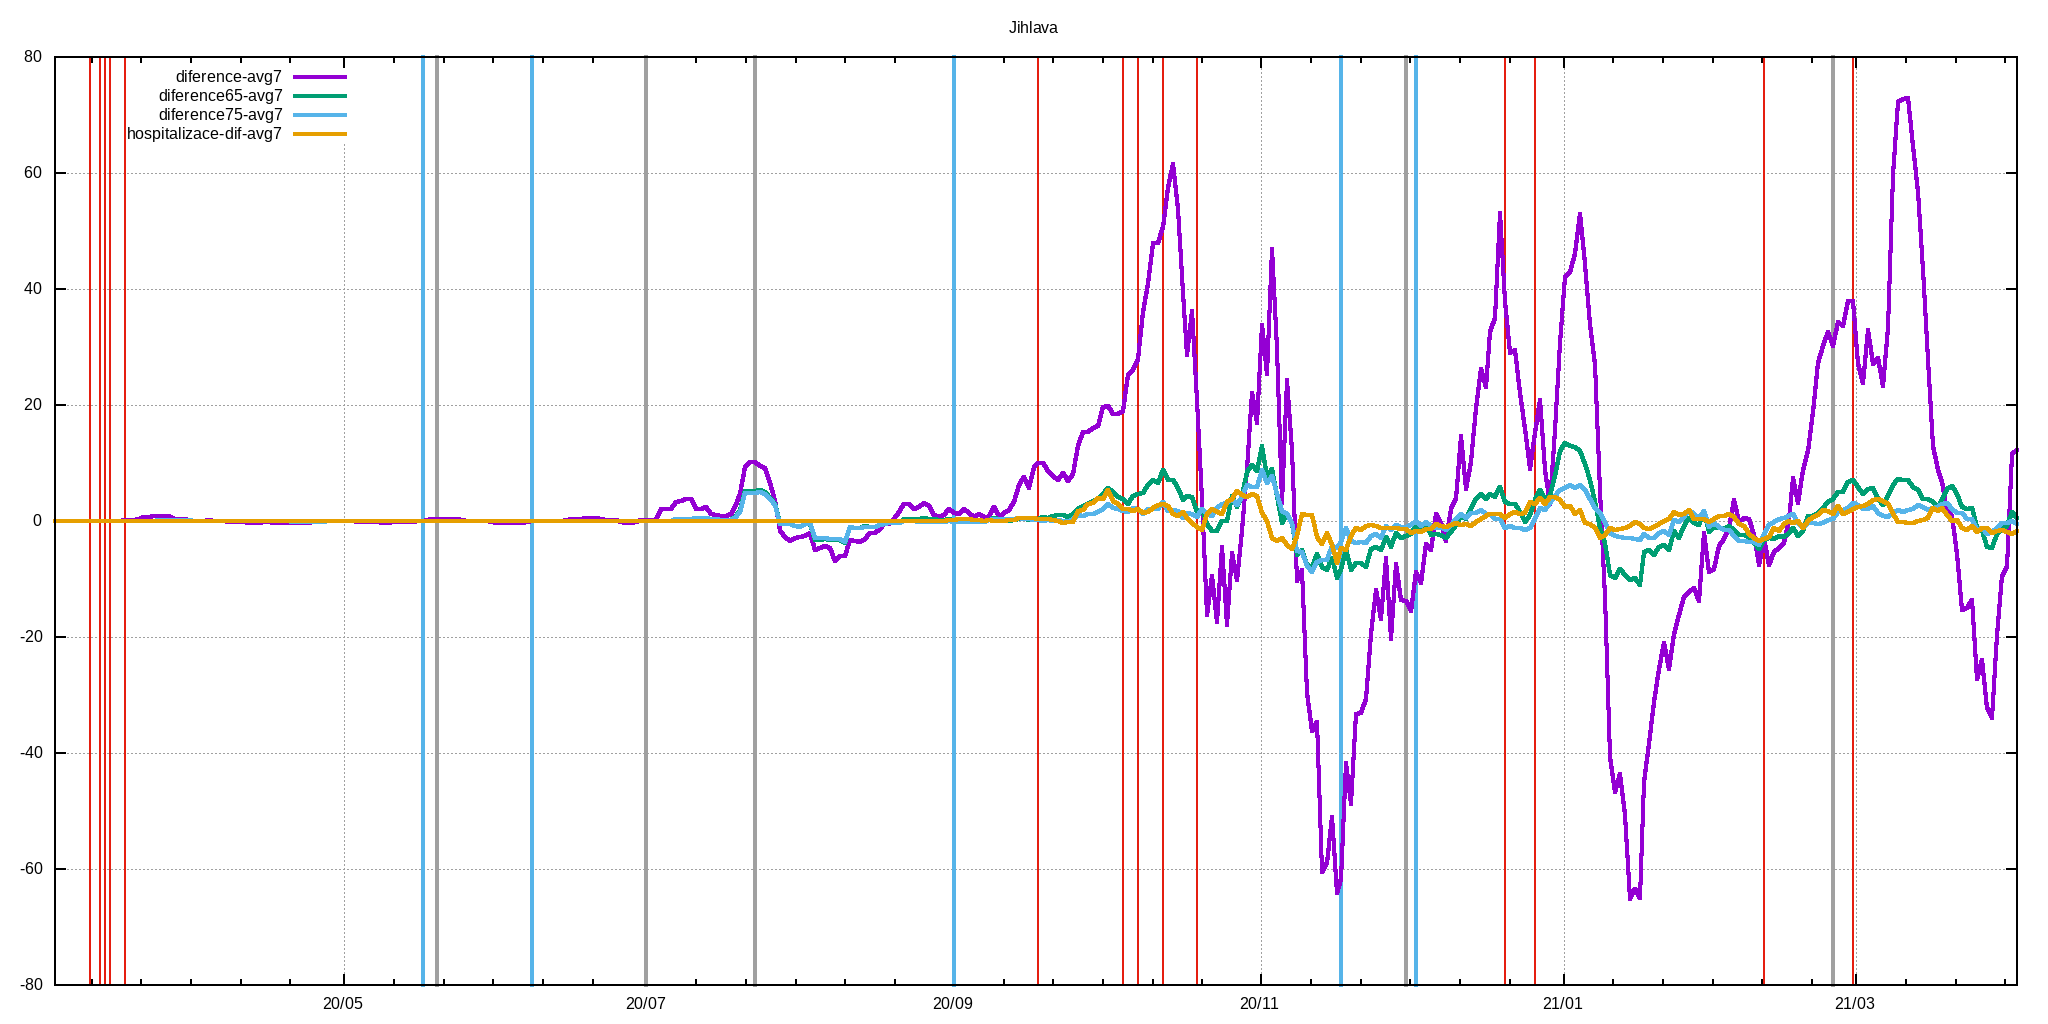 Jihlava
diference-avg7
diference65-avg7
diference75-avg7
hospitalizace-dif-avg7
80
60
40
20
0
-20
-40
-60
-80
20/05 20/07 20/09 20/11 21/01 21/03